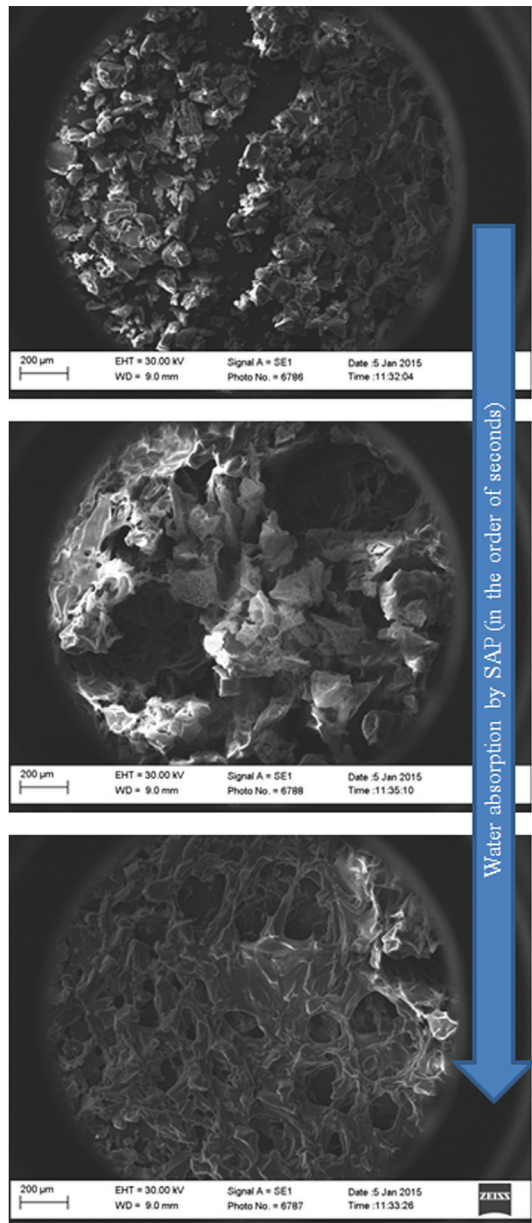 200 µm
EHT = 30.00 kV
Signal A = SE1
Date :5 Jan 2015
WD = 9.0 mm
Photo No. = 6786
Time :11:32:04
200 µm
EHT = 30.00 kV
Signal A = SE1
Date :5 Jan 2015
WD = 9.0 mm
Photo No. = 6788
Time :11:35:10
200 µm
EHT = 30.00 kV
Signal A = SE1
Date :5 Jan 2015
WD = 9.0 mm
Photo No. = 6787
Time :11:33:26
ZEISS
Water absorption by SAP (in the order of seconds)